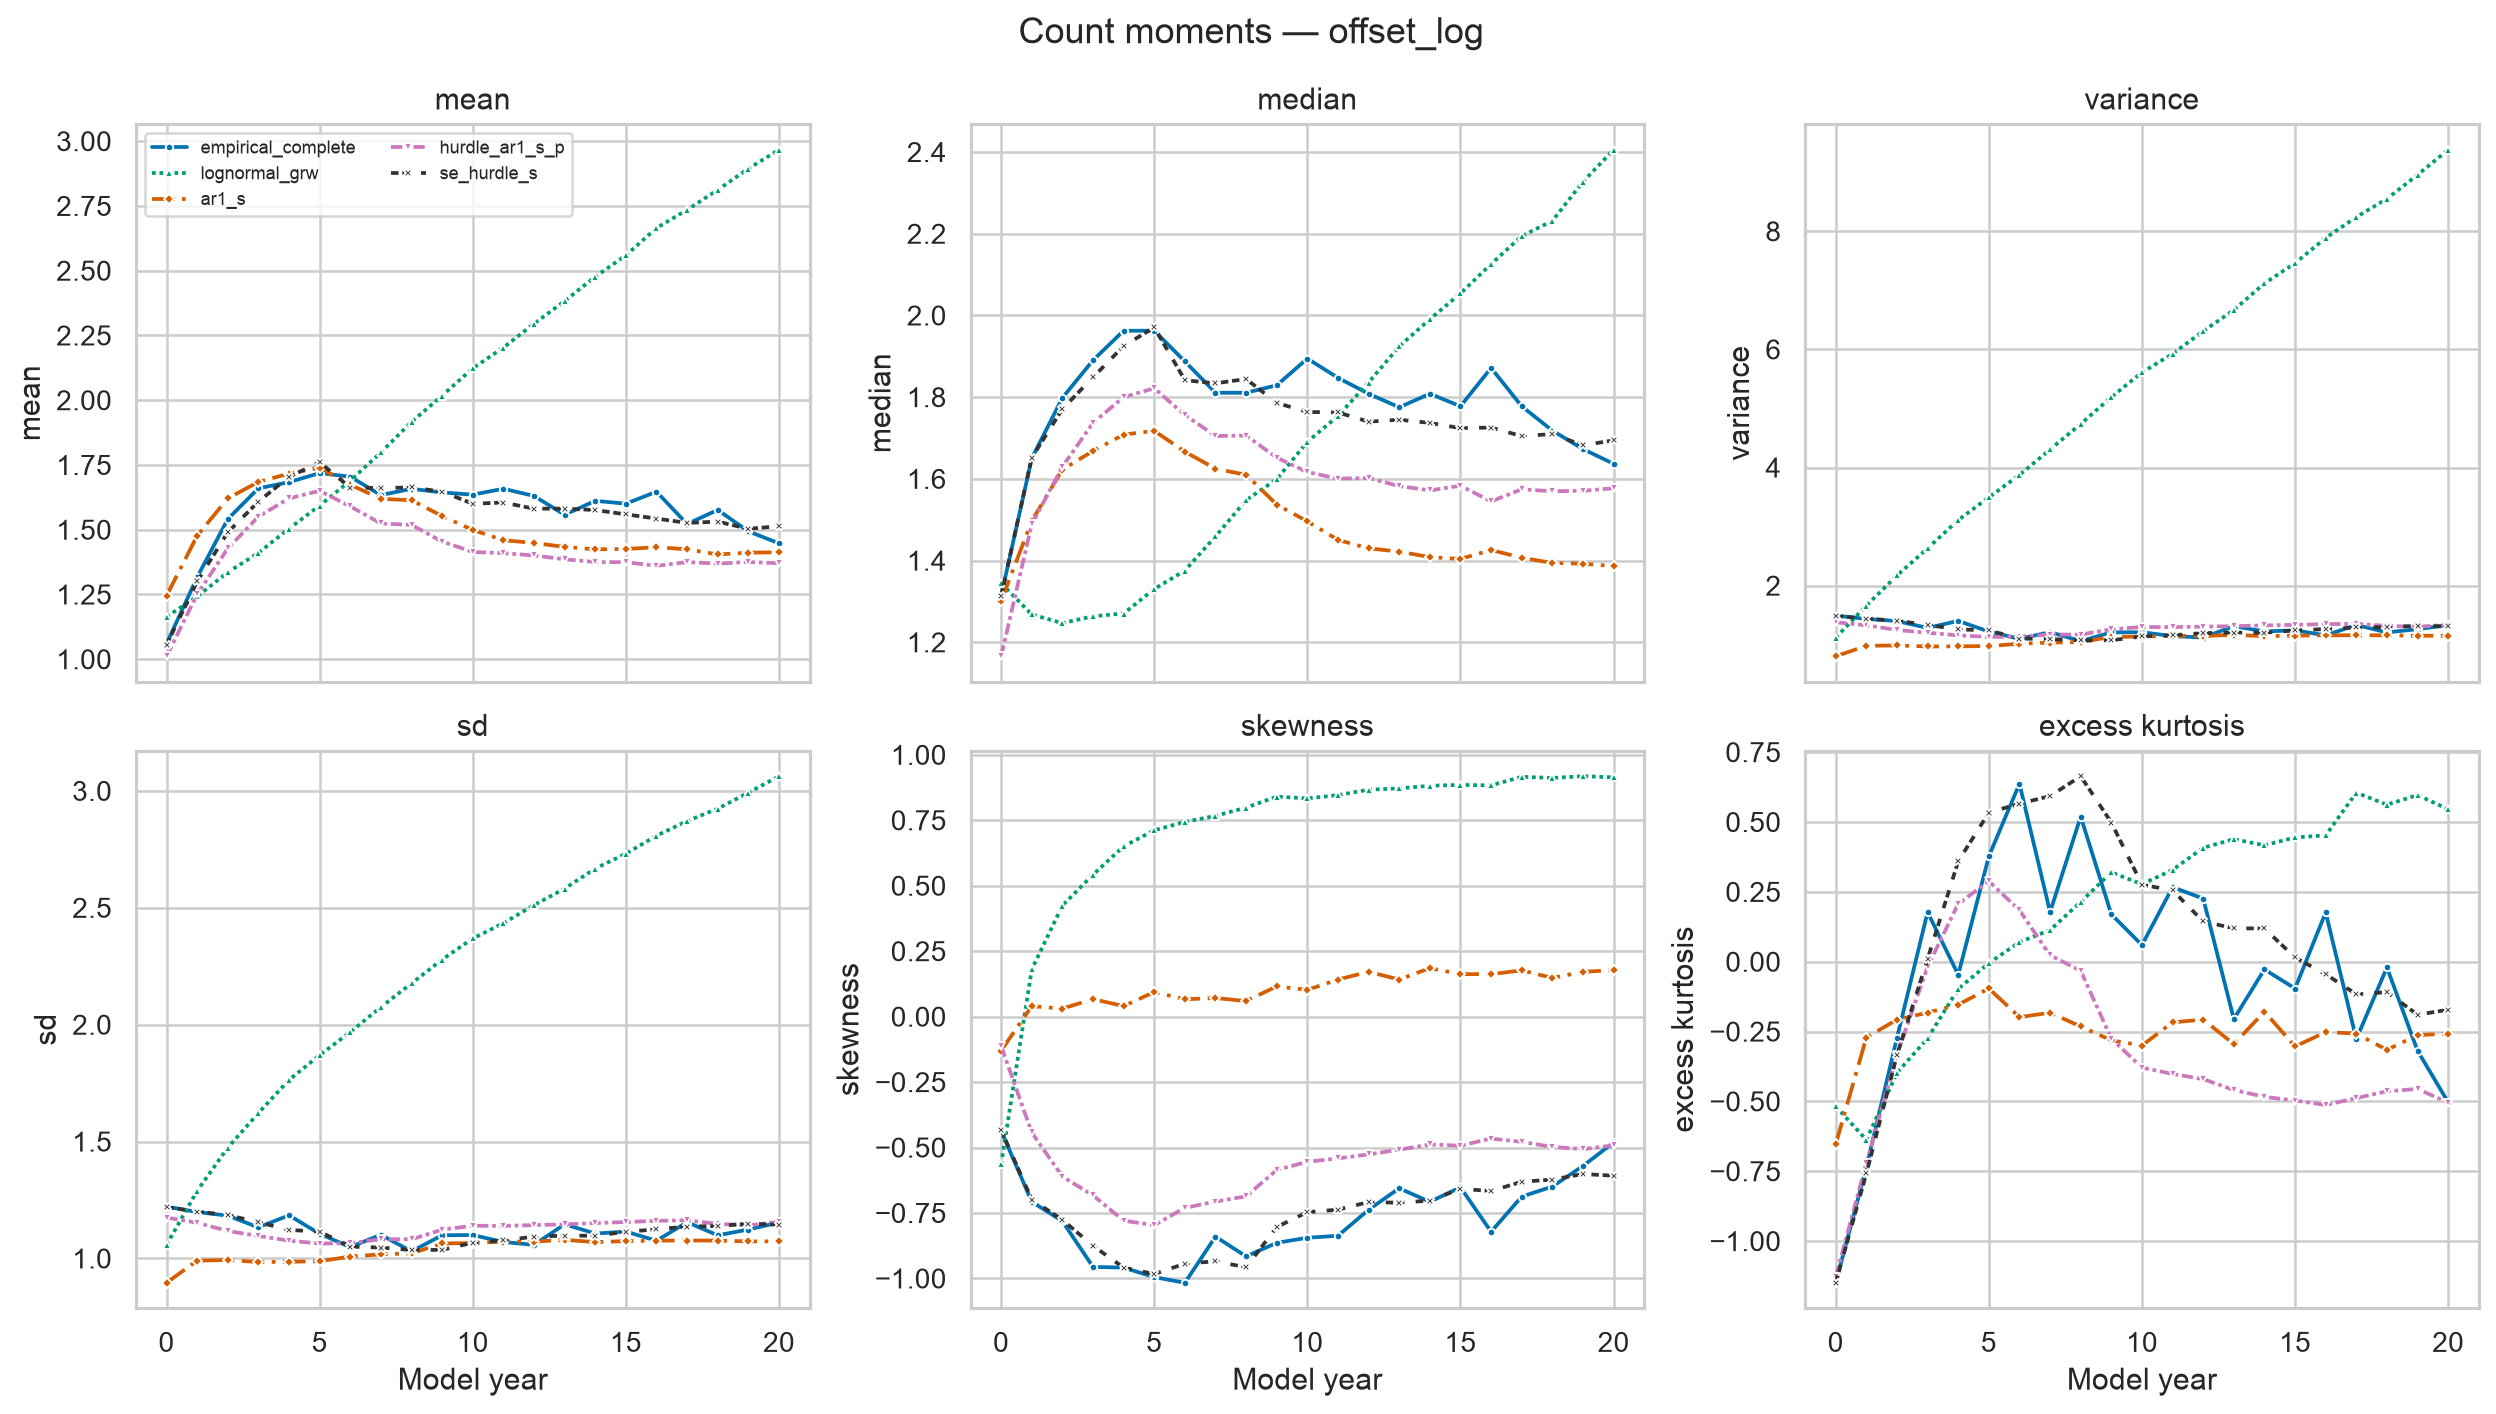 Count moments — offset_log
mean
median
variance
3.00
2.75
2.50
2.25
2.00
1.75
1.50
1.25
1.00
mean
empirical_complete
lognormal_grw
ar1_s
hurdle_ar1_s_p
se_hurdle_s
2.4
2.2
2.0
1.8
1.6
1.4
1.2
median
8
6
4
2
variance
sd
skewness
excess kurtosis
3.0
2.5
2.0
1.5
1.0
sd
0 5 10 15 20
Model year
1.00
0.75
0.50
0.25
0.00
−0.25
−0.50
−0.75
−1.00
skewness
0 5 10 15 20
Model year
0.75
0.50
0.25
0.00
−0.25
−0.50
−0.75
−1.00
excess kurtosis
0 5 10 15 20
Model year